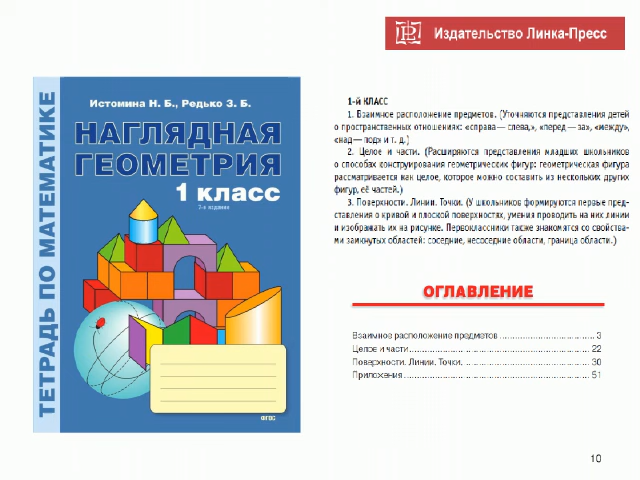 Издательство Линка-Пресс
ТЕТРАДЬ ПО МАТЕМАТИКЕ
Истомина Н. Б., Редько З. Б.
НАГЛЯДНАЯ
ГЕОМЕТРИЯ
1 класс
2-е издание
ФГОС
1-й КЛАСС
1. Взаимное расположение предметов. (Уточняются представления детей
о пространственных отношениях: «справа — слева,», «перед — за», «между»,
«над — под» и т. д.)
2. Целое и части. (Расширяются представления младших школьников
о способах конструирования геометрических фигур: геометрическая фигура
рассматривается как целое, которое можно составить из нескольких других
фигур, её частей.)
3. Поверхности. Линии. Точки. (У школьников формируются первые пред-
ставления о кривой и плоской поверхностях, умения проводить на них линии
и изображать их на рисунке. Первоклассники также знакомятся со свойства-
ми замкнутых областей: соседние, несоседние области, граница области.)
ОГЛАВЛЕНИЕ
Взаимное расположение предметов ..................................... 3
Целое и части ..................................... 22
Поверхности. Линии. Точки. ..................................... 30
Приложения ..................................... 51
10